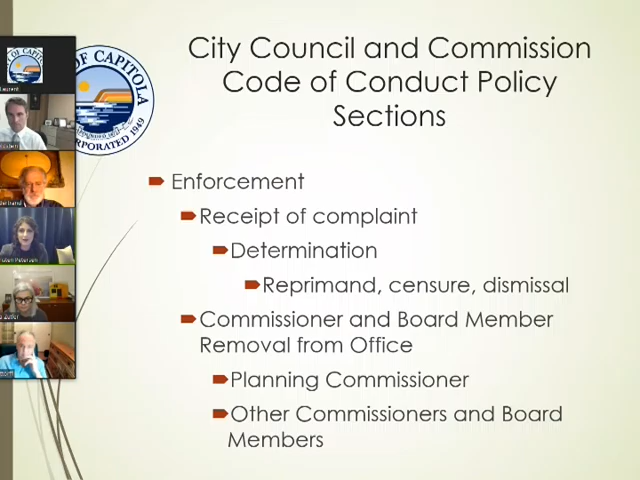 City Council and Commission
Code of Conduct Policy
Sections
Enforcement
Receipt of complaint
Determination
Reprimand, censure, dismissal
Commissioner and Board Member
Removal from Office
Planning Commissioner
Other Commissioners and Board
Members
OF CAPITOLA
INCORPORATED 1949
Petersen